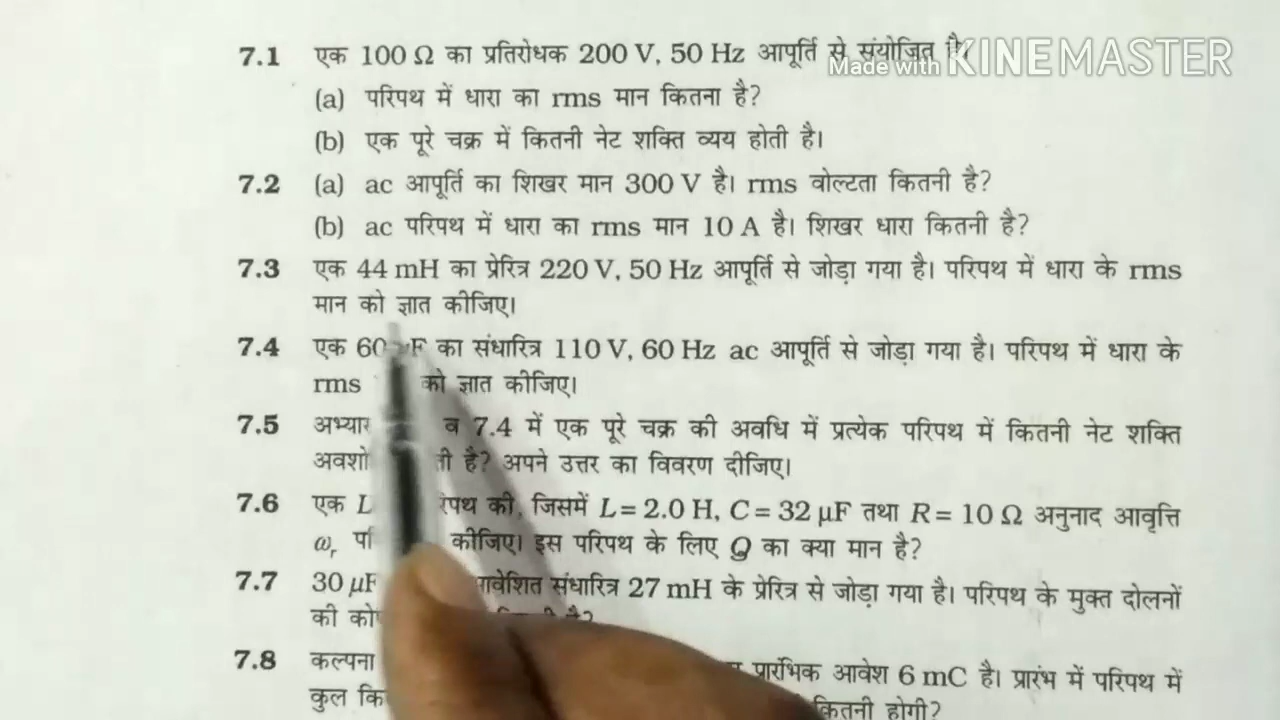 7.1 एक 100 Ω का प्रतिरोधक 200 V, 50 Hz आपूर्ति से संयोजित है।
Made with KINEMASTER
(a) परिपथ में धारा का rms मान कितना है?
(b) एक पूरे चक्र में कितनी नेट शक्ति व्यय होती है।
7.2 (a) ac आपूर्ति का शिखर मान 300 V है। rms वोल्टता कितनी है?
(b) ac परिपथ में धारा का rms मान 10 A है। शिखर धारा कितनी है?
7.3 एक 44 mH का प्रेरित्र 220 V, 50 Hz आपूर्ति से जोड़ा गया है। परिपथ में धारा के rms
मान को ज्ञात कीजिए।
7.4 एक 60 μF का संधारित्र 110 V, 60 Hz ac आपूर्ति से जोड़ा गया है। परिपथ में धारा के
rms को ज्ञात कीजिए।
7.5 व 7.4 में एक पूरे चक्र की अवधि में प्रत्येक परिपथ में कितनी नेट शक्ति
है? अपने उत्तर का विवरण दीजिए।
7.6 एक की, जिसमें L = 2.0 H, C = 32 μF तथा R = 10 Ω अनुनाद आवृत्ति
ωr कीजिए। इस परिपथ के लिए Q का क्या मान है?
7.7 30 μF आवेशित संधारित्र 27 mH के प्रेरित्र से जोड़ा गया है। परिपथ के मुक्त दोलनों
की
7.8 कल्पना प्रारंभिक आवेश 6 mC है। प्रारंभ में परिपथ में
कुल कितनी होगी?